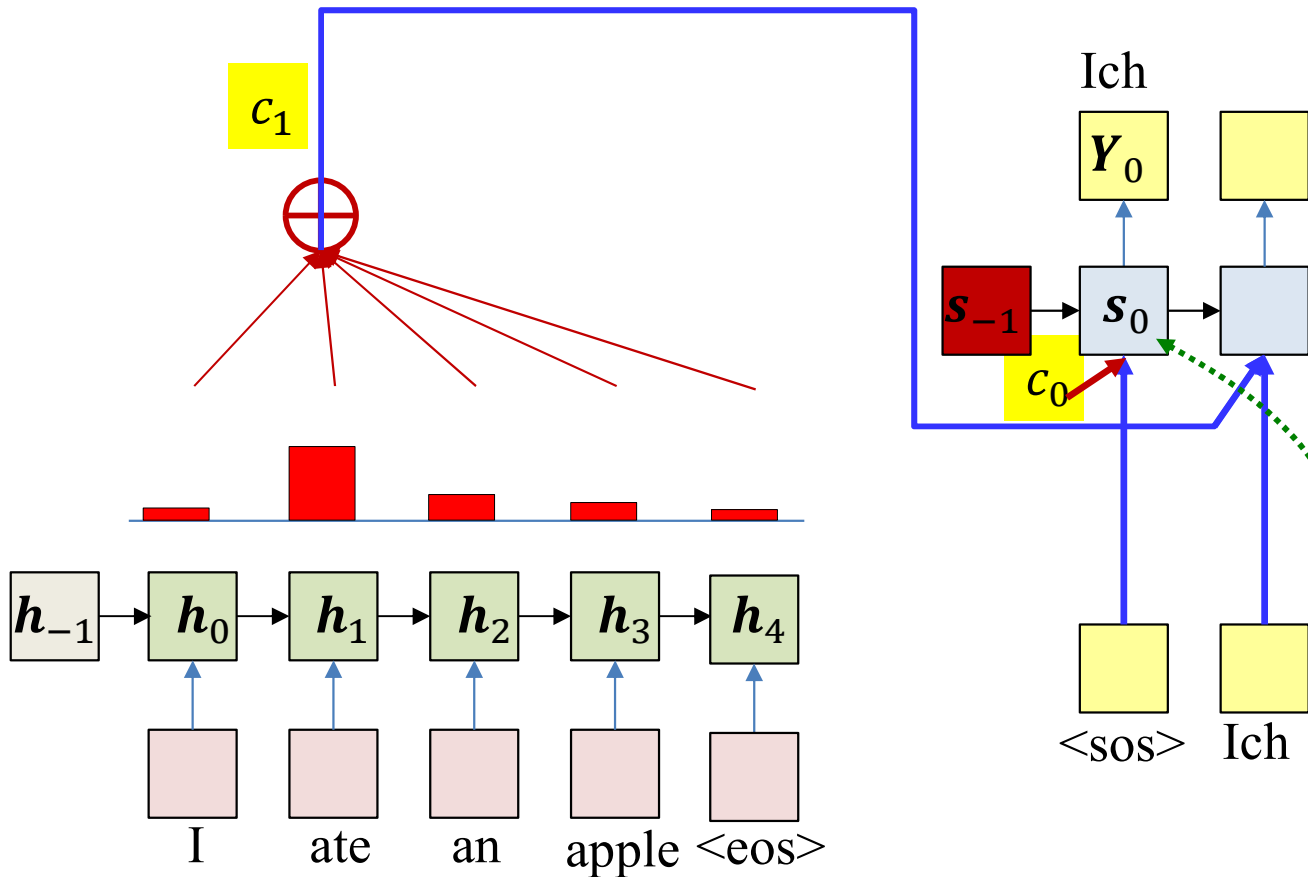 Ich
c₁
Y₀
s₋₁
s₀
c₀
h₋₁ h₀ h₁ h₂ h₃ h₄
<sos> Ich
I ate an apple <eos>